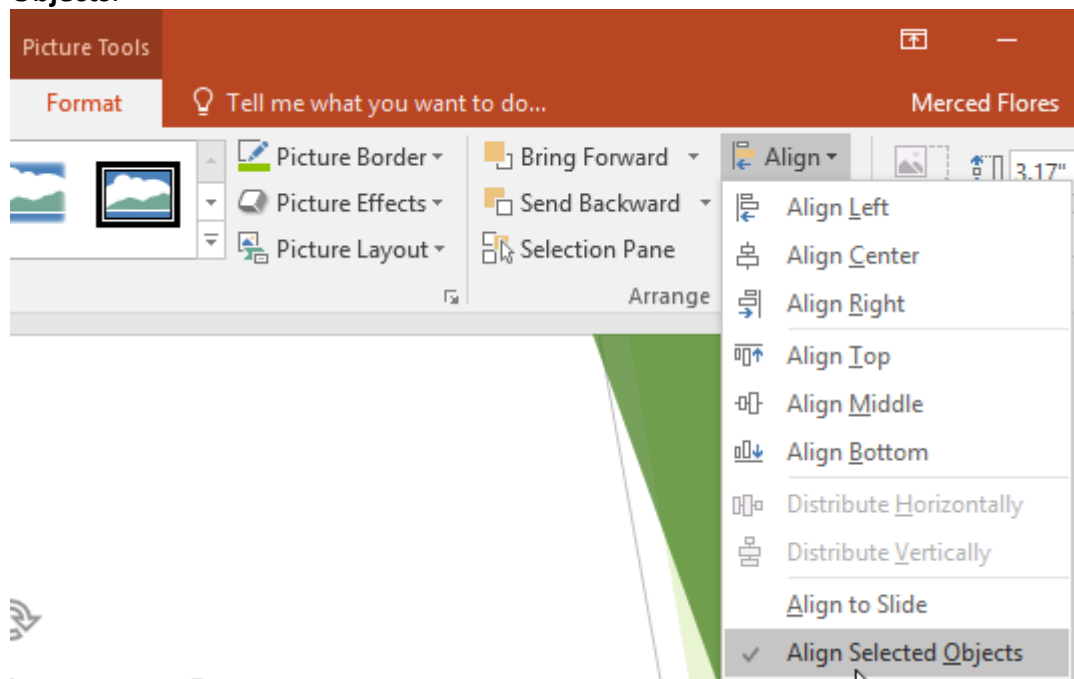 Objects.
Picture Tools
Format
Tell me what you want to do...
Merced Flores
Picture Border
Bring Forward
Align
3.17"
Picture Effects
Send Backward
Picture Layout
Selection Pane
Arrange
Align Left
Align Center
Align Right
Align Top
Align Middle
Align Bottom
Distribute Horizontally
Distribute Vertically
Align to Slide
Align Selected Objects